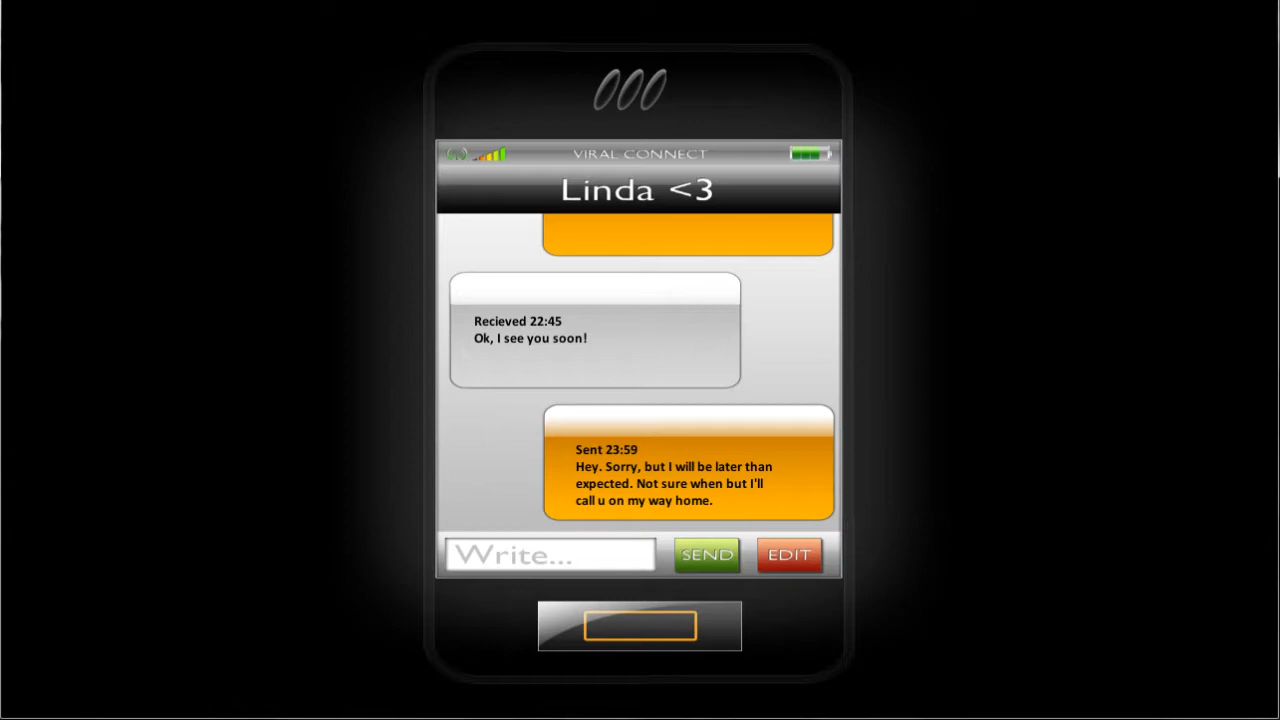 VIRAL CONNECT
Linda <3
Recieved 22:45
Ok, I see you soon!
Sent 23:59
Hey. Sorry, but I will be later than
expected. Not sure when but I'll
call u on my way home.
Write...
SEND
EDIT